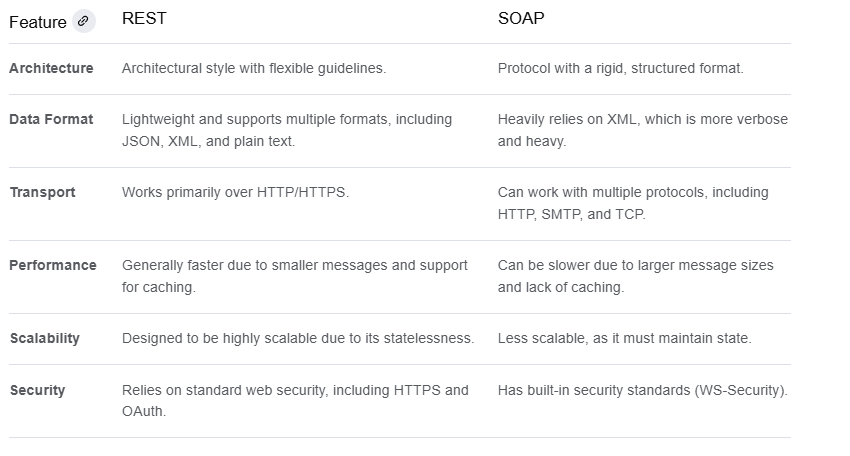 Feature REST SOAP
Architecture Architectural style with flexible guidelines. Protocol with a rigid, structured format.
Data Format Lightweight and supports multiple formats, including Heavily relies on XML, which is more verbose
JSON, XML, and plain text. and heavy.
Transport Works primarily over HTTP/HTTPS. Can work with multiple protocols, including
HTTP, SMTP, and TCP.
Performance Generally faster due to smaller messages and support Can be slower due to larger message sizes
for caching. and lack of caching.
Scalability Designed to be highly scalable due to its statelessness. Less scalable, as it must maintain state.
Security Relies on standard web security, including HTTPS and Has built-in security standards (WS-Security).
OAuth.